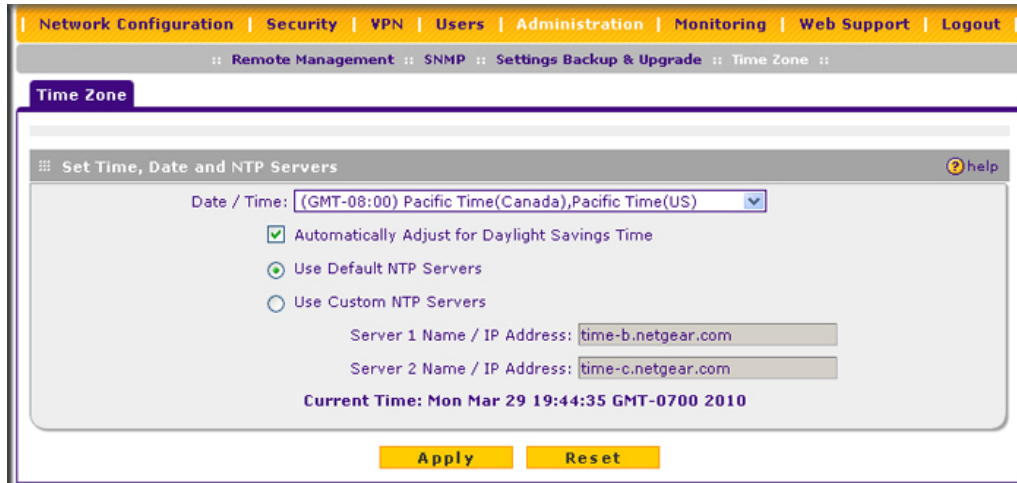 Network Configuration | Security | VPN | Users | Administration | Monitoring | Web Support | Logout
:: Remote Management :: SNMP :: Settings Backup & Upgrade :: Time Zone ::
Time Zone
Set Time, Date and NTP Servers ? help
Date / Time: (GMT-08:00) Pacific Time(Canada),Pacific Time(US)
Automatically Adjust for Daylight Savings Time
Use Default NTP Servers
Use Custom NTP Servers
Server 1 Name / IP Address: time-b.netgear.com
Server 2 Name / IP Address: time-c.netgear.com
Current Time: Mon Mar 29 19:44:35 GMT-0700 2010
Apply Reset